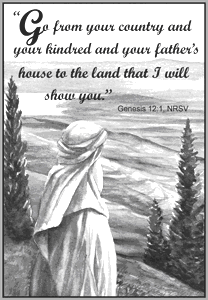 “Go from your country and
your kindred and your father's
house to the land that I will
show you.”
Genesis 12:1, NRSV